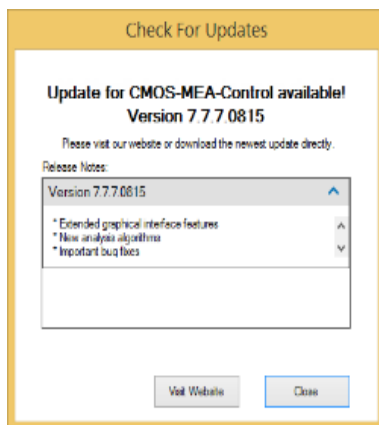 Check For Updates
Update for CMOS-MEA-Control available!
Version 7.7.7.0815
Please visit our website or download the newest update directly.
Release Notes:
Version 7.7.7.0815
* Extended graphical interface features
* New analysis algorithms
* Important bug fixes
Visit Website
Close